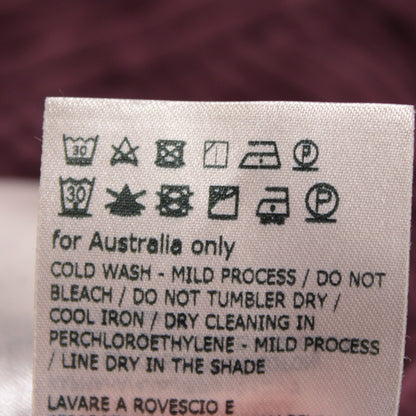 30 P
30 P
for Australia only
COLD WASH - MILD PROCESS / DO NOT
BLEACH / DO NOT TUMBLER DRY /
COOL IRON / DRY CLEANING IN
PERCHLOROETHYLENE - MILD PROCESS
/ LINE DRY IN THE SHADE
LAVARE A ROVESCIO E